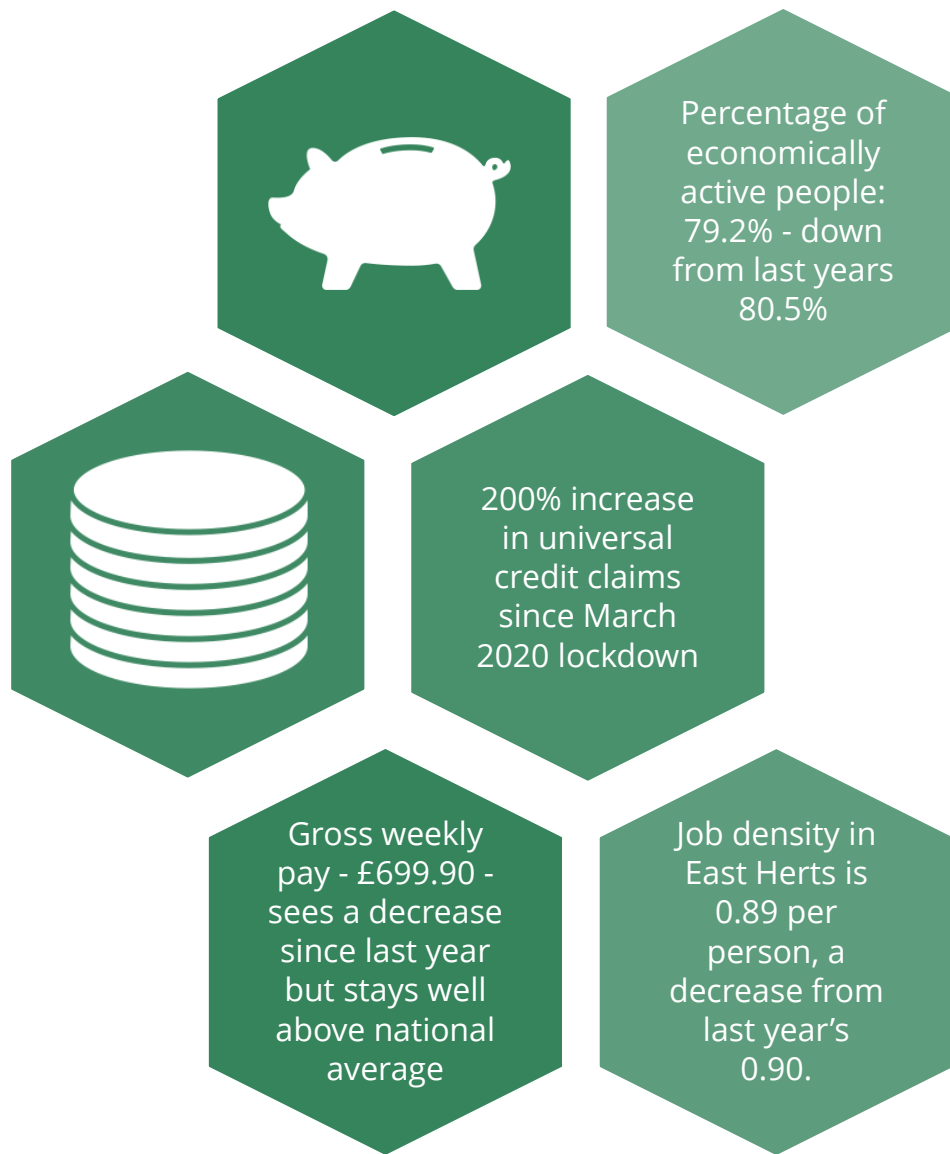 Percentage of
economically
active people:
79.2% - down
from last years
80.5%
200% increase
in universal
credit claims
since March
2020 lockdown
Gross weekly
pay - £699.90 -
sees a decrease
since last year
but stays well
above national
average
Job density in
East Herts is
0.89 per
person, a
decrease from
last year’s
0.90.